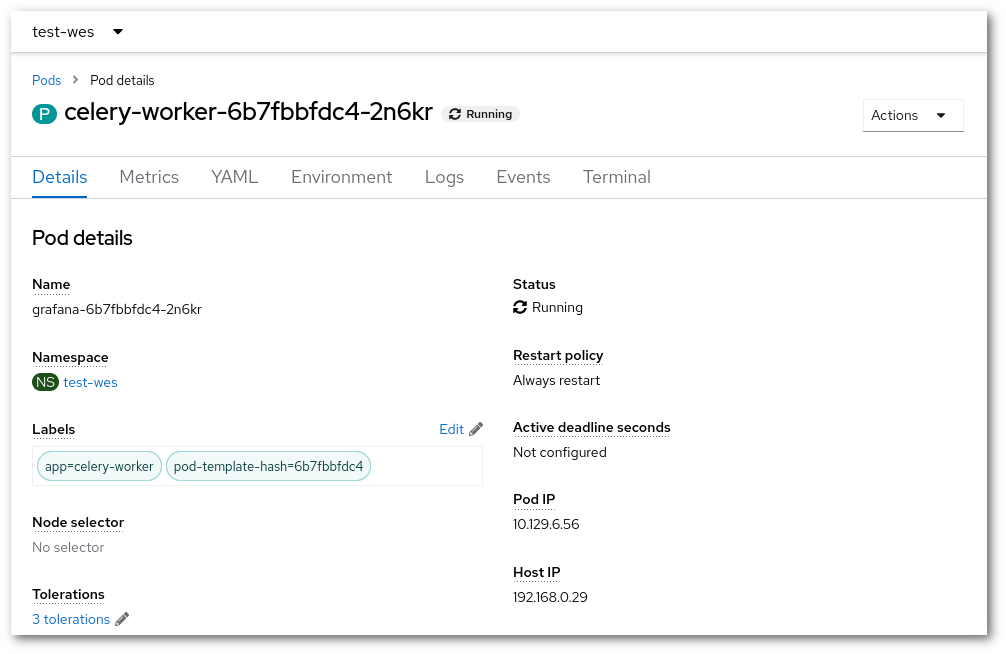 test-wes
Pods > Pod details
P celery-worker-6b7fbbfdc4-2n6kr Running
Actions
Details Metrics YAML Environment Logs Events Terminal
Pod details
Name
grafana-6b7fbbfdc4-2n6kr
Namespace
NS test-wes
Labels
Edit
app=celery-worker pod-template-hash=6b7fbbfdc4
Node selector
No selector
Tolerations
3 tolerations
Status
Running
Restart policy
Always restart
Active deadline seconds
Not configured
Pod IP
10.129.6.56
Host IP
192.168.0.29